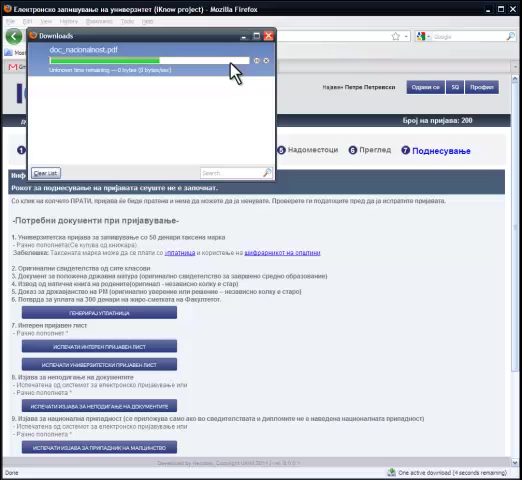 Електронско запишување на универзитет (iKnow project) - Mozilla Firefox
File Edit View History Bookmarks Tools Help
Google
Downloads
doc_nacionalnost.pdf
Unknown time remaining — 0 bytes (0 bytes/sec)
Clear List
Search
Најавен Петре Петревски
Одјави се
SQ
Профил
Број на пријава: 200
1
5 Надоместоци
6 Преглед
7 Поднесување
Рокот за поднесување на пријавата сеуште не е започнат.
Со клик на копчето ПРАТИ, пријава ќе биде пратена и нема да можете да ја менувате. Проверете ги податоците пред да ја испратите пријавата.
-Потребни документи при пријавување-
1. Универзитетска пријава за запишување со 50 денари таксена марка
- Рачно пополнета(Се купува од книжара)
Забелешка: Таксената марка може да се плати со уплатница и користење на шифрарникот на општини.
2. Оригинални свидетелства од сите класови
3. Документ за положена државна матура (оригинално свидетелство за завршено средно образование)
4. Извод од матична книга на родените(оригинал - независно колку е стар)
5. Доказ за државјанство на РМ (оригинално уверение или решение – независно колку е старо)
6. Потврда за уплата на 300 денари на жиро-сметката на Факултетот.
ГЕНЕРИРАЈ УПЛАТНИЦА
7. Интерен пријавен лист
- Рачно пополнет *
ИСПЕЧАТИ ИНТЕРЕН ПРИЈАВЕН ЛИСТ
ИСПЕЧАТИ УНИВЕРЗИТЕТСКИ ПРИЈАВЕН ЛИСТ
8. Изјава за неподигање на документите
- Испечатена од системот за електронско пријавување или
- Рачно пополнета *
ИСПЕЧАТИ ИЗЈАВА ЗА НЕПОДИГАЊЕ НА ДОКУМЕНТИТЕ
9. Изјава за национална припадност (се приложува само ако во сведителствата и дипломите не е наведена националната припадност)
- Испечатена од системот за електронско пријавување или
- Рачно пополнета *
ИСПЕЧАТИ ИЗЈАВА ЗА ПРИПАДНИК НА МАЛЦИНСТВО
Done
One active download (4 seconds remaining)